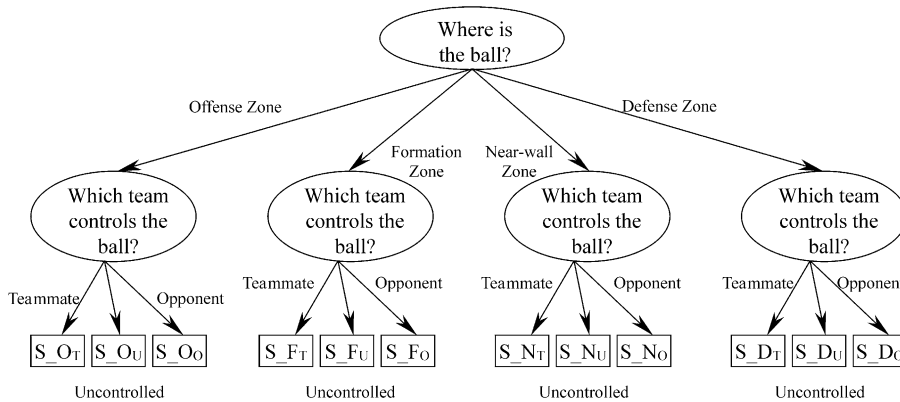 Where is
the ball?
Offense Zone
Defense Zone
Formation
Zone
Near-wall
Zone
Which team
controls the
ball?
Which team
controls the
ball?
Which team
controls the
ball?
Which team
controls the
ball?
Teammate
Opponent
Teammate
Opponent
Teammate
Opponent
Teammate
Opponent
S_OT
S_OU
S_OO
S_FT
S_FU
S_FO
S_NT
S_NU
S_NO
S_DT
S_DU
S_DO
Uncontrolled
Uncontrolled
Uncontrolled
Uncontrolled